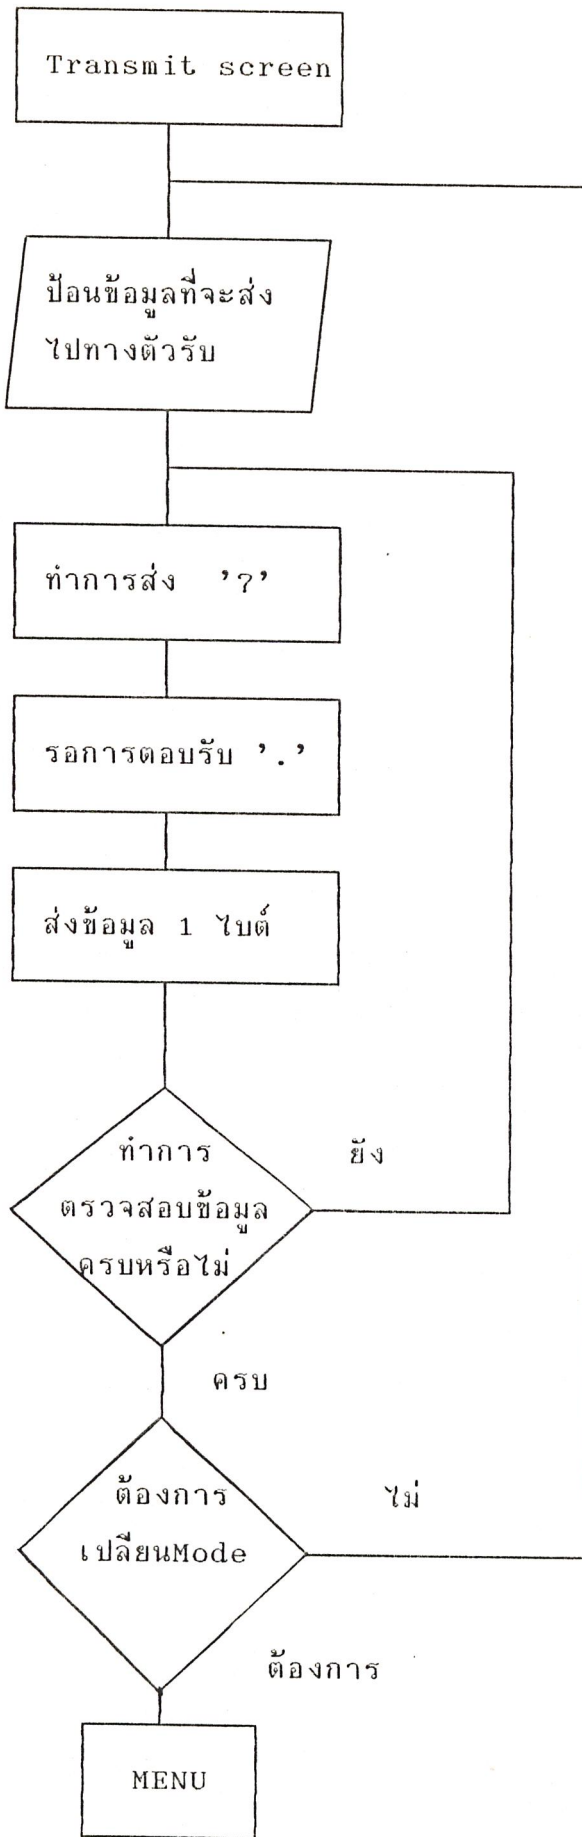 Transmit screen
ป้อนข้อมูลที่จะส่ง
ไปทางตัวรับ
ทำการส่ง '?'
รอการตอบรับ '.'
ส่งข้อมูล 1 ไบต์
ทำการ
ตรวจสอบข้อมูล
ครบหรือไม่
ยัง
ครบ
ต้องการ
เปลี่ยนMode
ไม่
ต้องการ
MENU